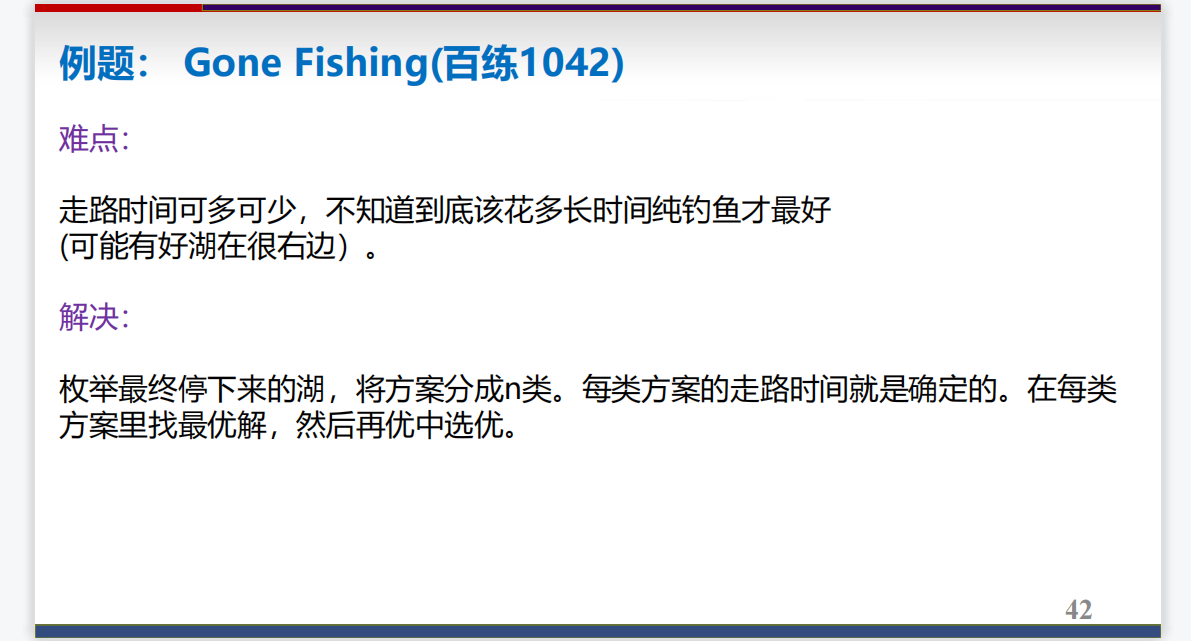 例题： Gone Fishing(百练1042)
难点：
走路时间可多可少，不知道到底该花多长时间纯钓鱼才最好
(可能有好湖在很右边）。
解决：
枚举最终停下来的湖，将方案分成n类。每类方案的走路时间就是确定的。在每类
方案里找最优解，然后再优中选优。
42